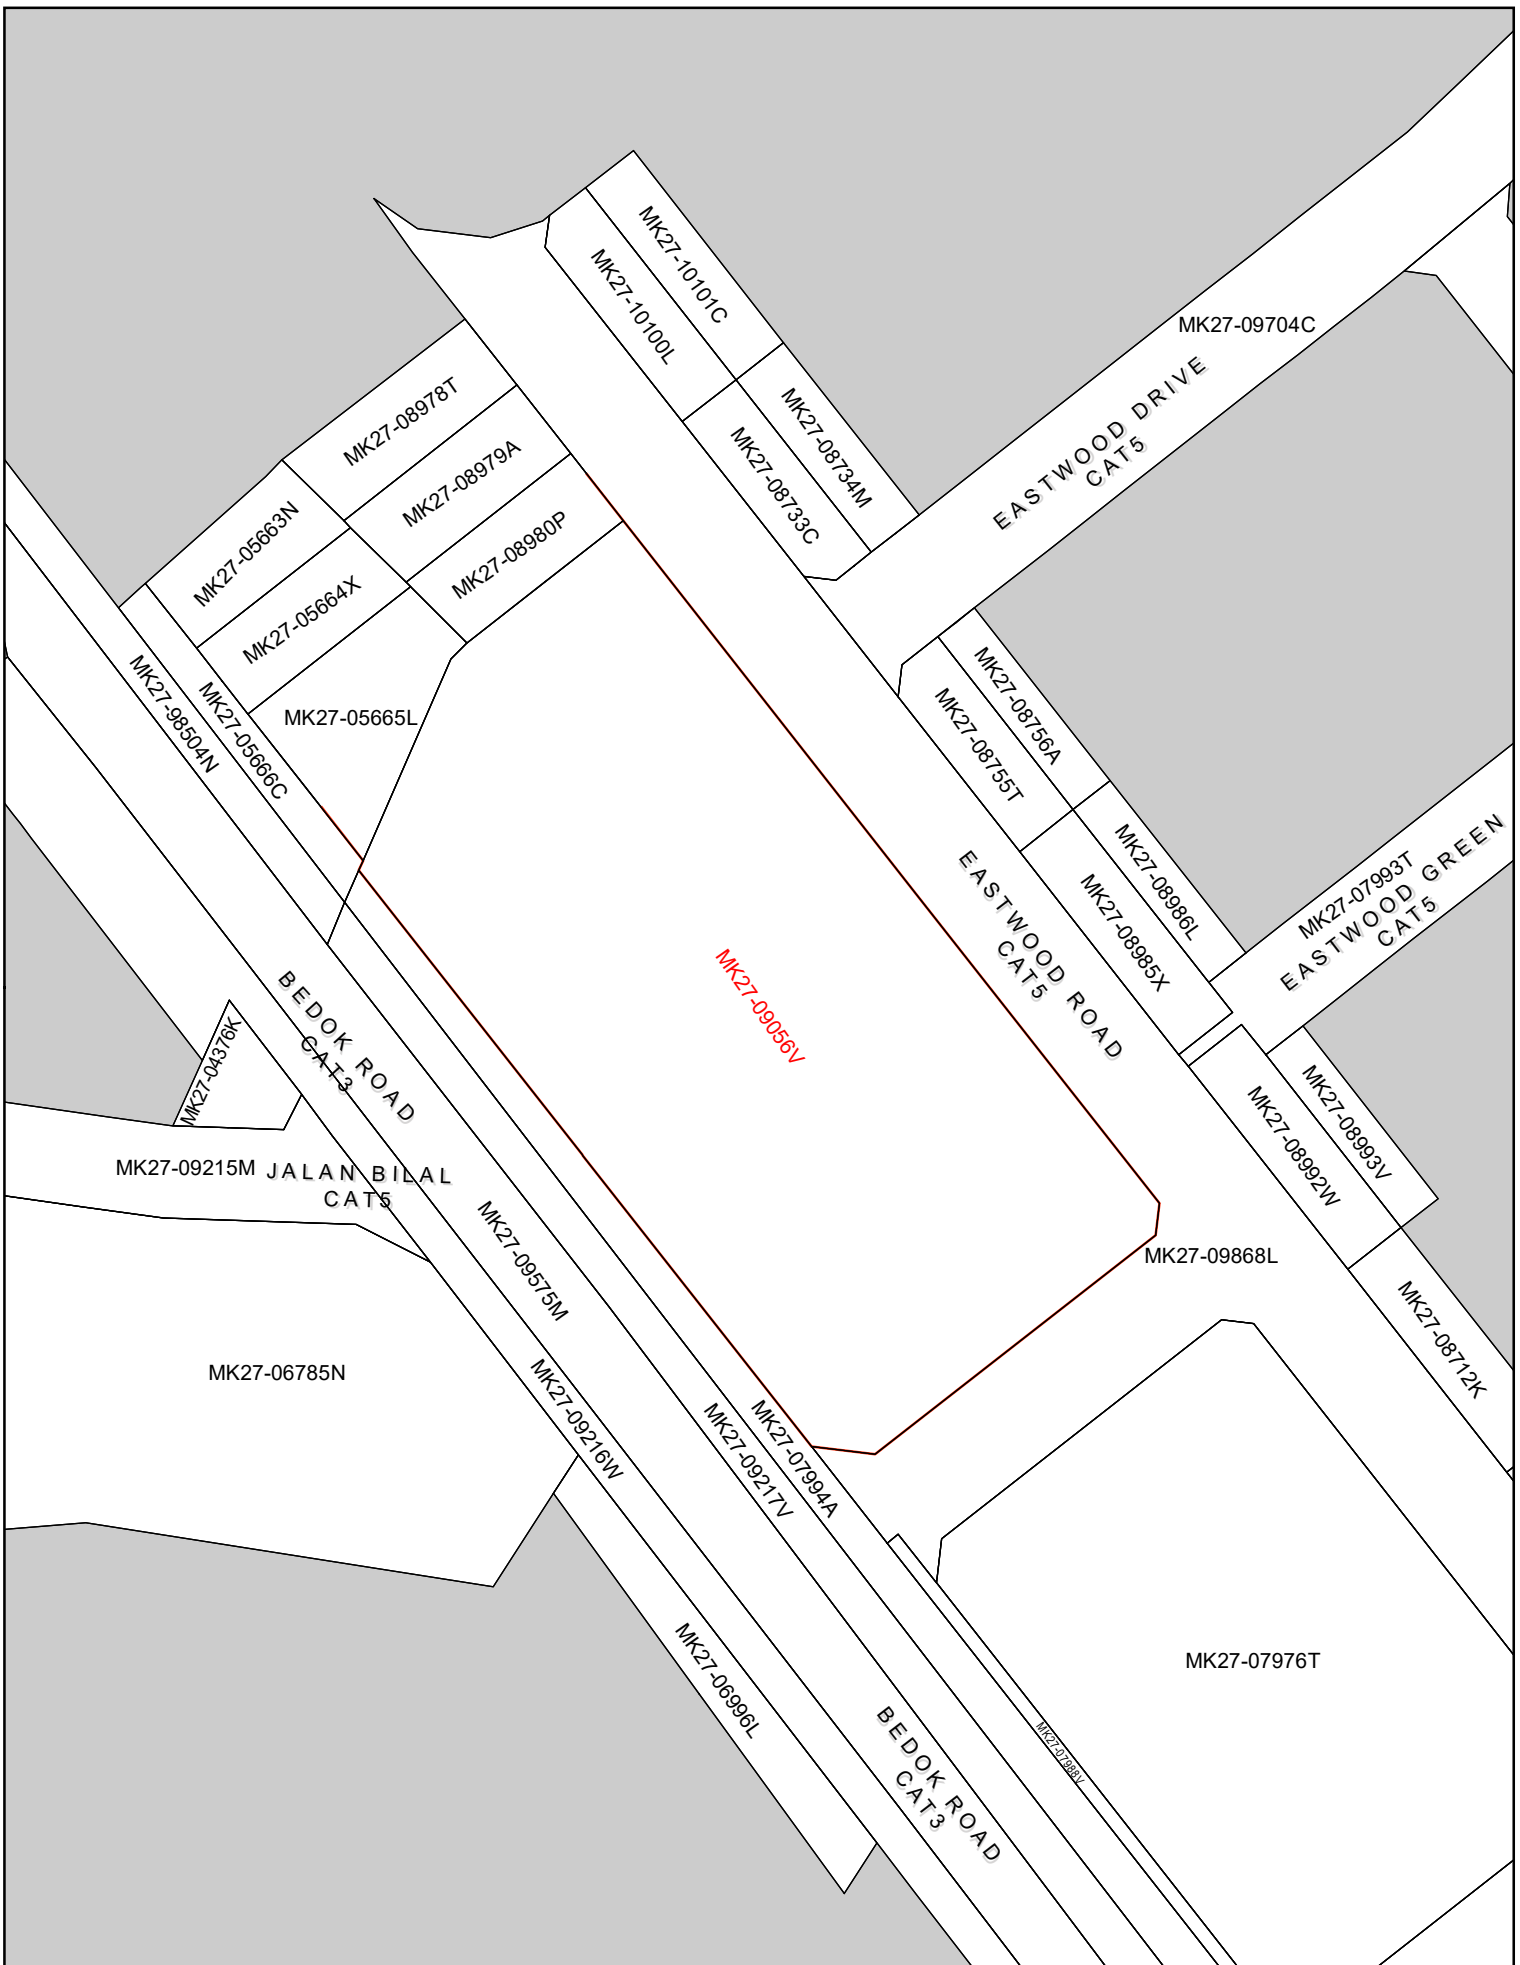 MK27-10101C
MK27-10100L
MK27-09704C
MK27-08978T
MK27-08734M
MK27-08979A
MK27-08733C
EASTWOOD DRIVE
CAT5
MK27-05663N
MK27-08980P
MK27-05664X
MK27-98504N
MK27-05666C
MK27-05665L
MK27-08756A
MK27-08755T
MK27-08986L
MK27-08985X
MK27-07993T
EASTWOOD GREEN
CAT5
EASTWOOD ROAD
CAT5
MK27-09056V
BEDOK ROAD
CAT3
MK27-04376K
MK27-08993V
MK27-08992W
MK27-09215M
JALAN BILAL
CAT5
MK27-09868L
MK27-09575M
MK27-08712K
MK27-06785N
MK27-09216W
MK27-09217V
MK27-07994A
MK27-07976T
MK27-06996L
MK27-07988V
BEDOK ROAD
CAT3